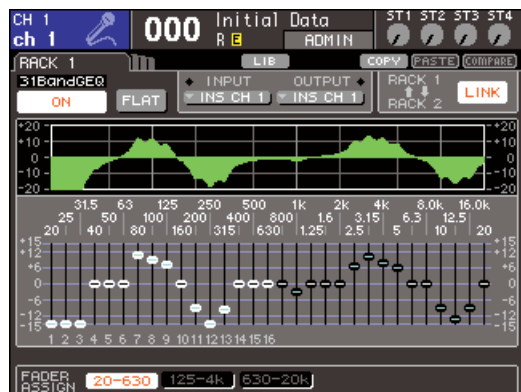 CH 1
ch 1
000
Initial Data
R E
ADMIN
ST1 ST2 ST3 ST4
RACK 1
LIB
COPY
PASTE
COMPARE
31BandGEQ
ON
FLAT
INPUT
OUTPUT
INS CH 1
INS CH 1
RACK 1
RACK 2
LINK
+20
+10
0
-10
-20
+20
+10
0
-10
-20
31.5 63 125 250 500 1k 2k 4k 8.0k 16.0k
25 50 100 200 400 800 1.6 3.15 6.3 12.5
20 40 80 160 315 630 1.25 2.5 5 10 20
+15
+12
+6
0
-6
-12
-15
+15
+12
+6
0
-6
-12
-15
1 2 3 4 5 6 7 8 9 10 11 12 13 14 15 16
FADER ASSIGN
20-630
125-4k
630-20k